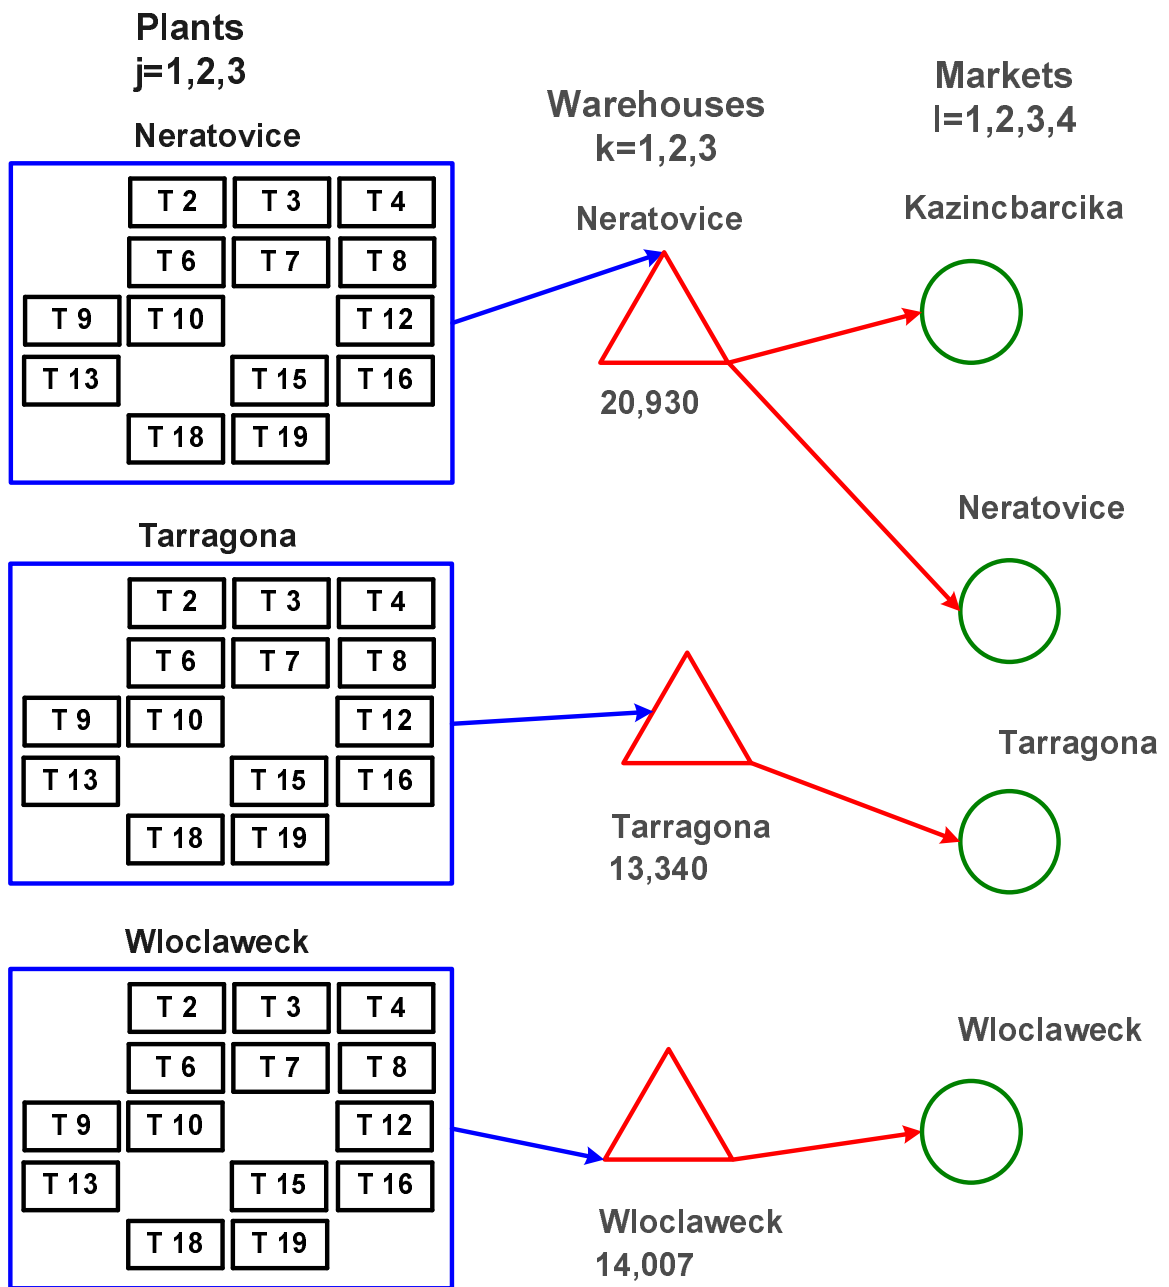 Plants
j=1,2,3
Neratovice
T 2 T 3 T 4
T 6 T 7 T 8
T 9 T 10 T 12
T 13 T 15 T 16
T 18 T 19
Tarragona
T 2 T 3 T 4
T 6 T 7 T 8
T 9 T 10 T 12
T 13 T 15 T 16
T 18 T 19
Wloclaweck
T 2 T 3 T 4
T 6 T 7 T 8
T 9 T 10 T 12
T 13 T 15 T 16
T 18 T 19
Warehouses
k=1,2,3
Neratovice
20,930
Tarragona
13,340
Wloclaweck
14,007
Markets
l=1,2,3,4
Kazincbarcika
Neratovice
Tarragona
Wloclaweck